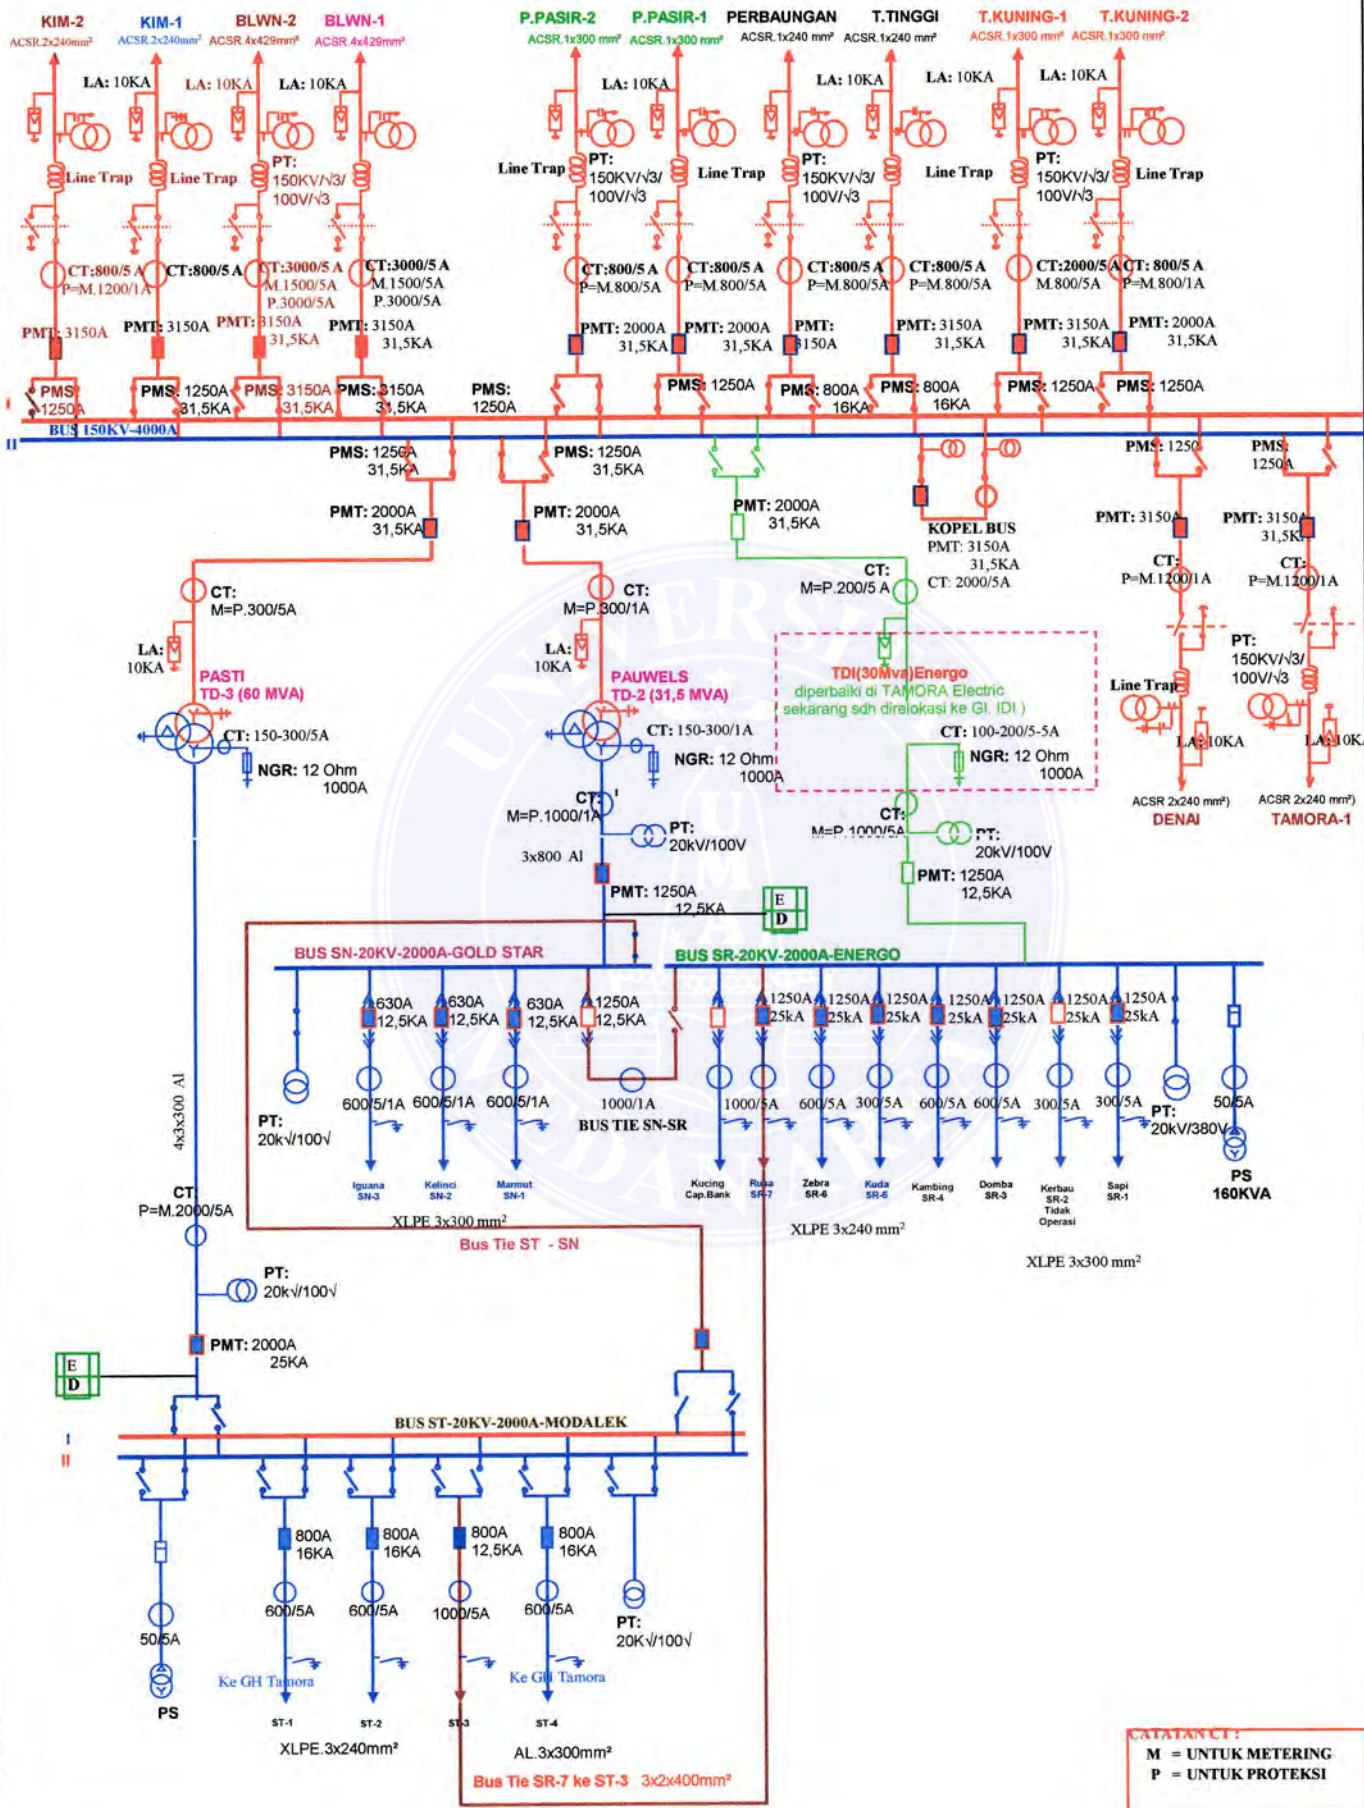 KIM-2
ACSR.2x240mm²
KIM-1
ACSR.2x240mm²
BLWN-2
ACSR.4x429mm²
BLWN-1
ACSR.4x429mm²
P.PASIR-2
ACSR.1x300 mm²
P.PASIR-1
ACSR.1x300 mm²
PERBAUNGAN
ACSR.1x240 mm²
T.TINGGI
ACSR.1x240 mm²
T.KUNING-1
ACSR.1x300 mm²
T.KUNING-2
ACSR.1x300 mm²
LA: 10KA
LA: 10KA
LA: 10KA
LA: 10KA
LA: 10KA
LA: 10KA
Line Trap
Line Trap
PT:
150KV/√3/
100V/√3
Line Trap
PT:
150KV/√3/
100V/√3
Line Trap
PT:
150KV/√3/
100V/√3
Line Trap
PT:
150KV/√3/
100V/√3
Line Trap
CT:800/5 A
P=M.1200/1A
CT:800/5 A
CT:3000/5 A
M.1500/5A
P.3000/5A
CT:3000/5 A
M.1500/5A
P.3000/5A
CT:800/5 A
P=M.800/5A
CT:800/5 A
P=M.800/5A
CT:800/5 A
P=M.800/5A
CT:800/5 A
P=M.800/5A
CT:2000/5A
M.800/5A
CT: 800/5 A
P=M.800/1A
PMT: 3150A
PMT: 3150A
PMT: 3150A
31,5KA
PMT: 3150A
31,5KA
PMT: 2000A
31,5KA
PMT: 2000A
31,5KA
PMT:
3150A
PMT: 3150A
31,5KA
PMT: 3150A
31,5KA
PMT: 2000A
31,5KA
PMS:
1250A
PMS: 1250A
31,5KA
PMS: 3150A
31,5KA
PMS: 3150A
31,5KA
PMS:
1250A
PMS: 1250A
PMS: 800A
16KA
PMS: 800A
16KA
PMS: 1250A
PMS: 1250A
I
BUS 150KV-4000A
II
PMS: 1250A
31,5KA
PMS: 1250A
31,5KA
PMS: 1250
PMS:
1250A
PMT: 2000A
31,5KA
PMT: 2000A
31,5KA
PMT: 2000A
31,5KA
KOPEL BUS
PMT: 3150A
31,5KA
CT: 2000/5A
PMT: 3150A
PMT: 3150A
31,5KA
CT:
M=P.300/5A
CT:
M=P.300/1A
CT:
M=P.200/5 A
CT:
P=M.1200/1A
CT:
P=M.1200/1A
LA:
10KA
LA:
10KA
PASTI
TD-3 (60 MVA)
PAUWELS
TD-2 (31,5 MVA)
TDI(30Mva)Energo
diperbaiki di TAMORA Electric
sekarang sdh direlokasi ke GI. IDI )
PT:
150KV/√3/
100V/√3
Line Trap
CT: 150-300/5A
CT: 150-300/1A
CT: 100-200/5-5A
NGR: 12 Ohm
1000A
NGR: 12 Ohm
1000A
NGR: 12 Ohm
1000A
LA: 10KA
LA: 10KA
ACSR 2x240 mm²)
DENAI
ACSR 2x240 mm²)
TAMORA-1
CT:
M=P.1000/1A
PT:
20kV/100V
CT:
M=P.1000/5A
PT:
20kV/100V
3x800 Al
PMT: 1250A
12,5KA
PMT: 1250A
12,5KA
E
D
BUS SN-20KV-2000A-GOLD STAR
BUS SR-20KV-2000A-ENERGO
630A
12,5KA
630A
12,5KA
630A
12,5KA
1250A
12,5KA
1250A
25kA
1250A
25kA
1250A
25kA
1250A
25kA
1250A
25kA
1250A
25kA
1250A
25kA
4x3x300 Al
PT:
20k√/100√
600/5/1A
600/5/1A
600/5/1A
1000/1A
BUS TIE SN-SR
1000/5A
600/5A
300/5A
600/5A
600/5A
300/5A
300/5A
PT:
20kV/380V
50/5A
PS
160KVA
Iguana
SN-3
Kelinci
SN-2
Marmut
SN-1
Kucing
Cap.Bank
Rusa
SR-7
Zebra
SR-6
Kuda
SR-5
Kambing
SR-4
Domba
SR-3
Kerbau
SR-2
Tidak
Operasi
Sapi
SR-1
XLPE 3x300 mm²
XLPE 3x240 mm²
XLPE 3x300 mm²
Bus Tie ST - SN
CT:
P=M.2000/5A
PT:
20k√/100√
PMT: 2000A
25KA
E
D
BUS ST-20KV-2000A-MODALEK
I
II
800A
16KA
800A
16KA
800A
12,5KA
800A
16KA
50/5A
600/5A
600/5A
1000/5A
600/5A
PT:
20K√/100√
PS
Ke GH Tamora
Ke GH Tamora
ST-1
ST-2
ST-3
ST-4
XLPE.3x240mm²
AL.3x300mm²
Bus Tie SR-7 ke ST-3 3x2x400mm²
CATATAN CT :
M = UNTUK METERING
P = UNTUK PROTEKSI
UNIVERSITAS
MEDAN AREA
UMA